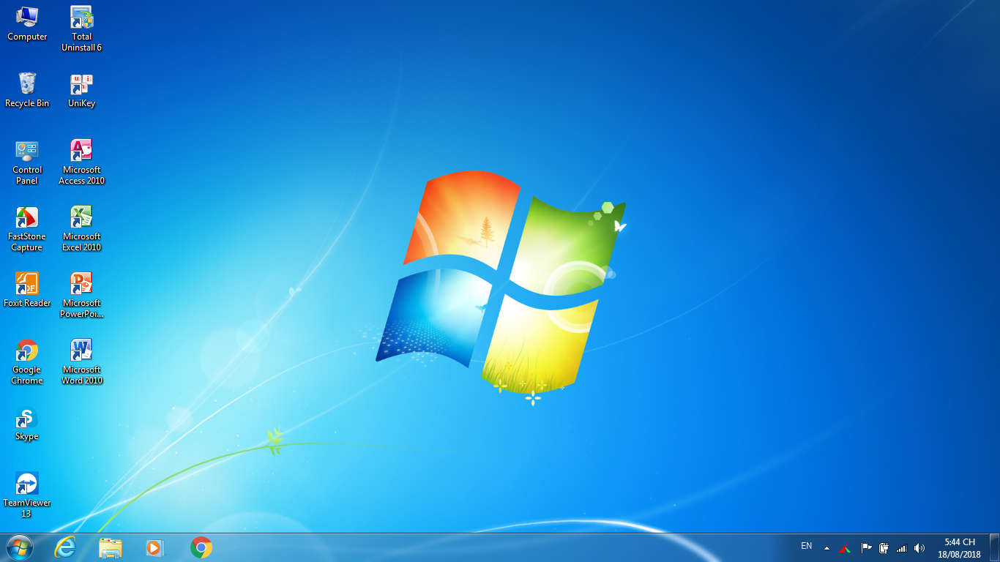 Computer
Total
Uninstall 6
Recycle Bin
UniKey
Control
Panel
Microsoft
Access 2010
FastStone
Capture
Microsoft
Excel 2010
Foxit Reader
Microsoft
PowerPoi...
Google
Chrome
Microsoft
Word 2010
Skype
TeamViewer
13
EN
5:44 CH
18/08/2018